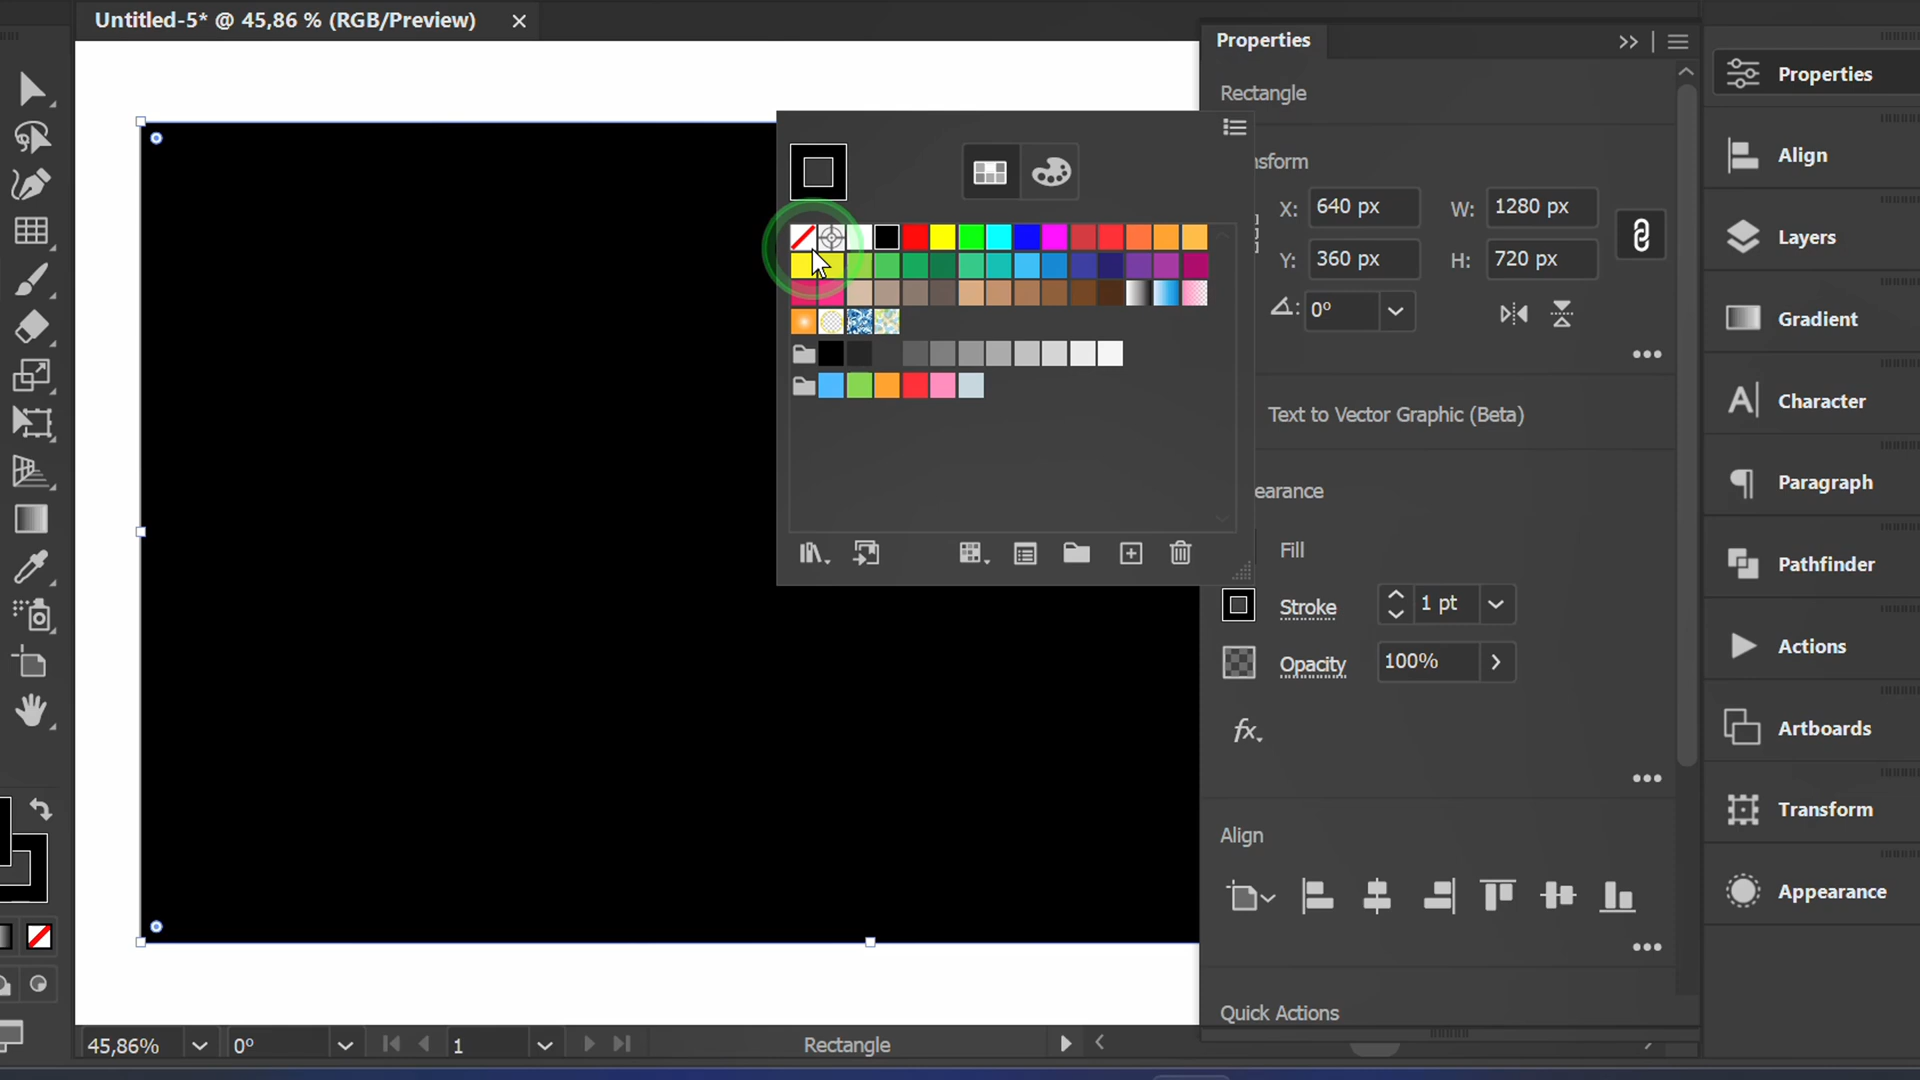 Untitled-5* @ 45,86 % (RGB/Preview)
Properties
Rectangle
nsform
X: 640 px W: 1280 px
Y: 360 px H: 720 px
0°
Text to Vector Graphic (Beta)
earance
Fill
Stroke 1 pt
Opacity 100%
fx
Align
Quick Actions
Properties
Align
Layers
Gradient
Character
Paragraph
Pathfinder
Actions
Artboards
Transform
Appearance
45,86% 0° 1 Rectangle